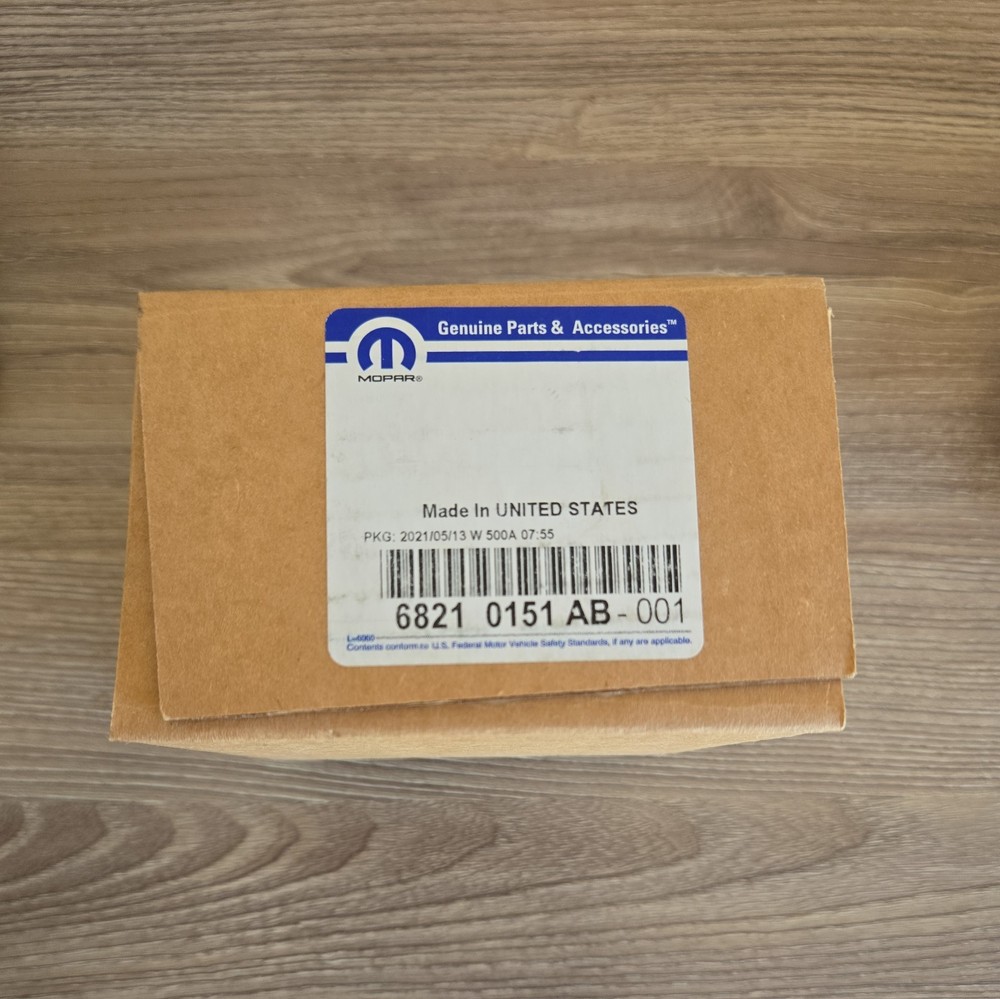 Genuine Parts & Accessories™
MOPAR®
Made In UNITED STATES
PKG: 2021/05/13 W 500A 07:55
6821 0151 AB - 001
L-6060
Contents conform to U.S. Federal Motor Vehicle Safety Standards, if any are applicable.